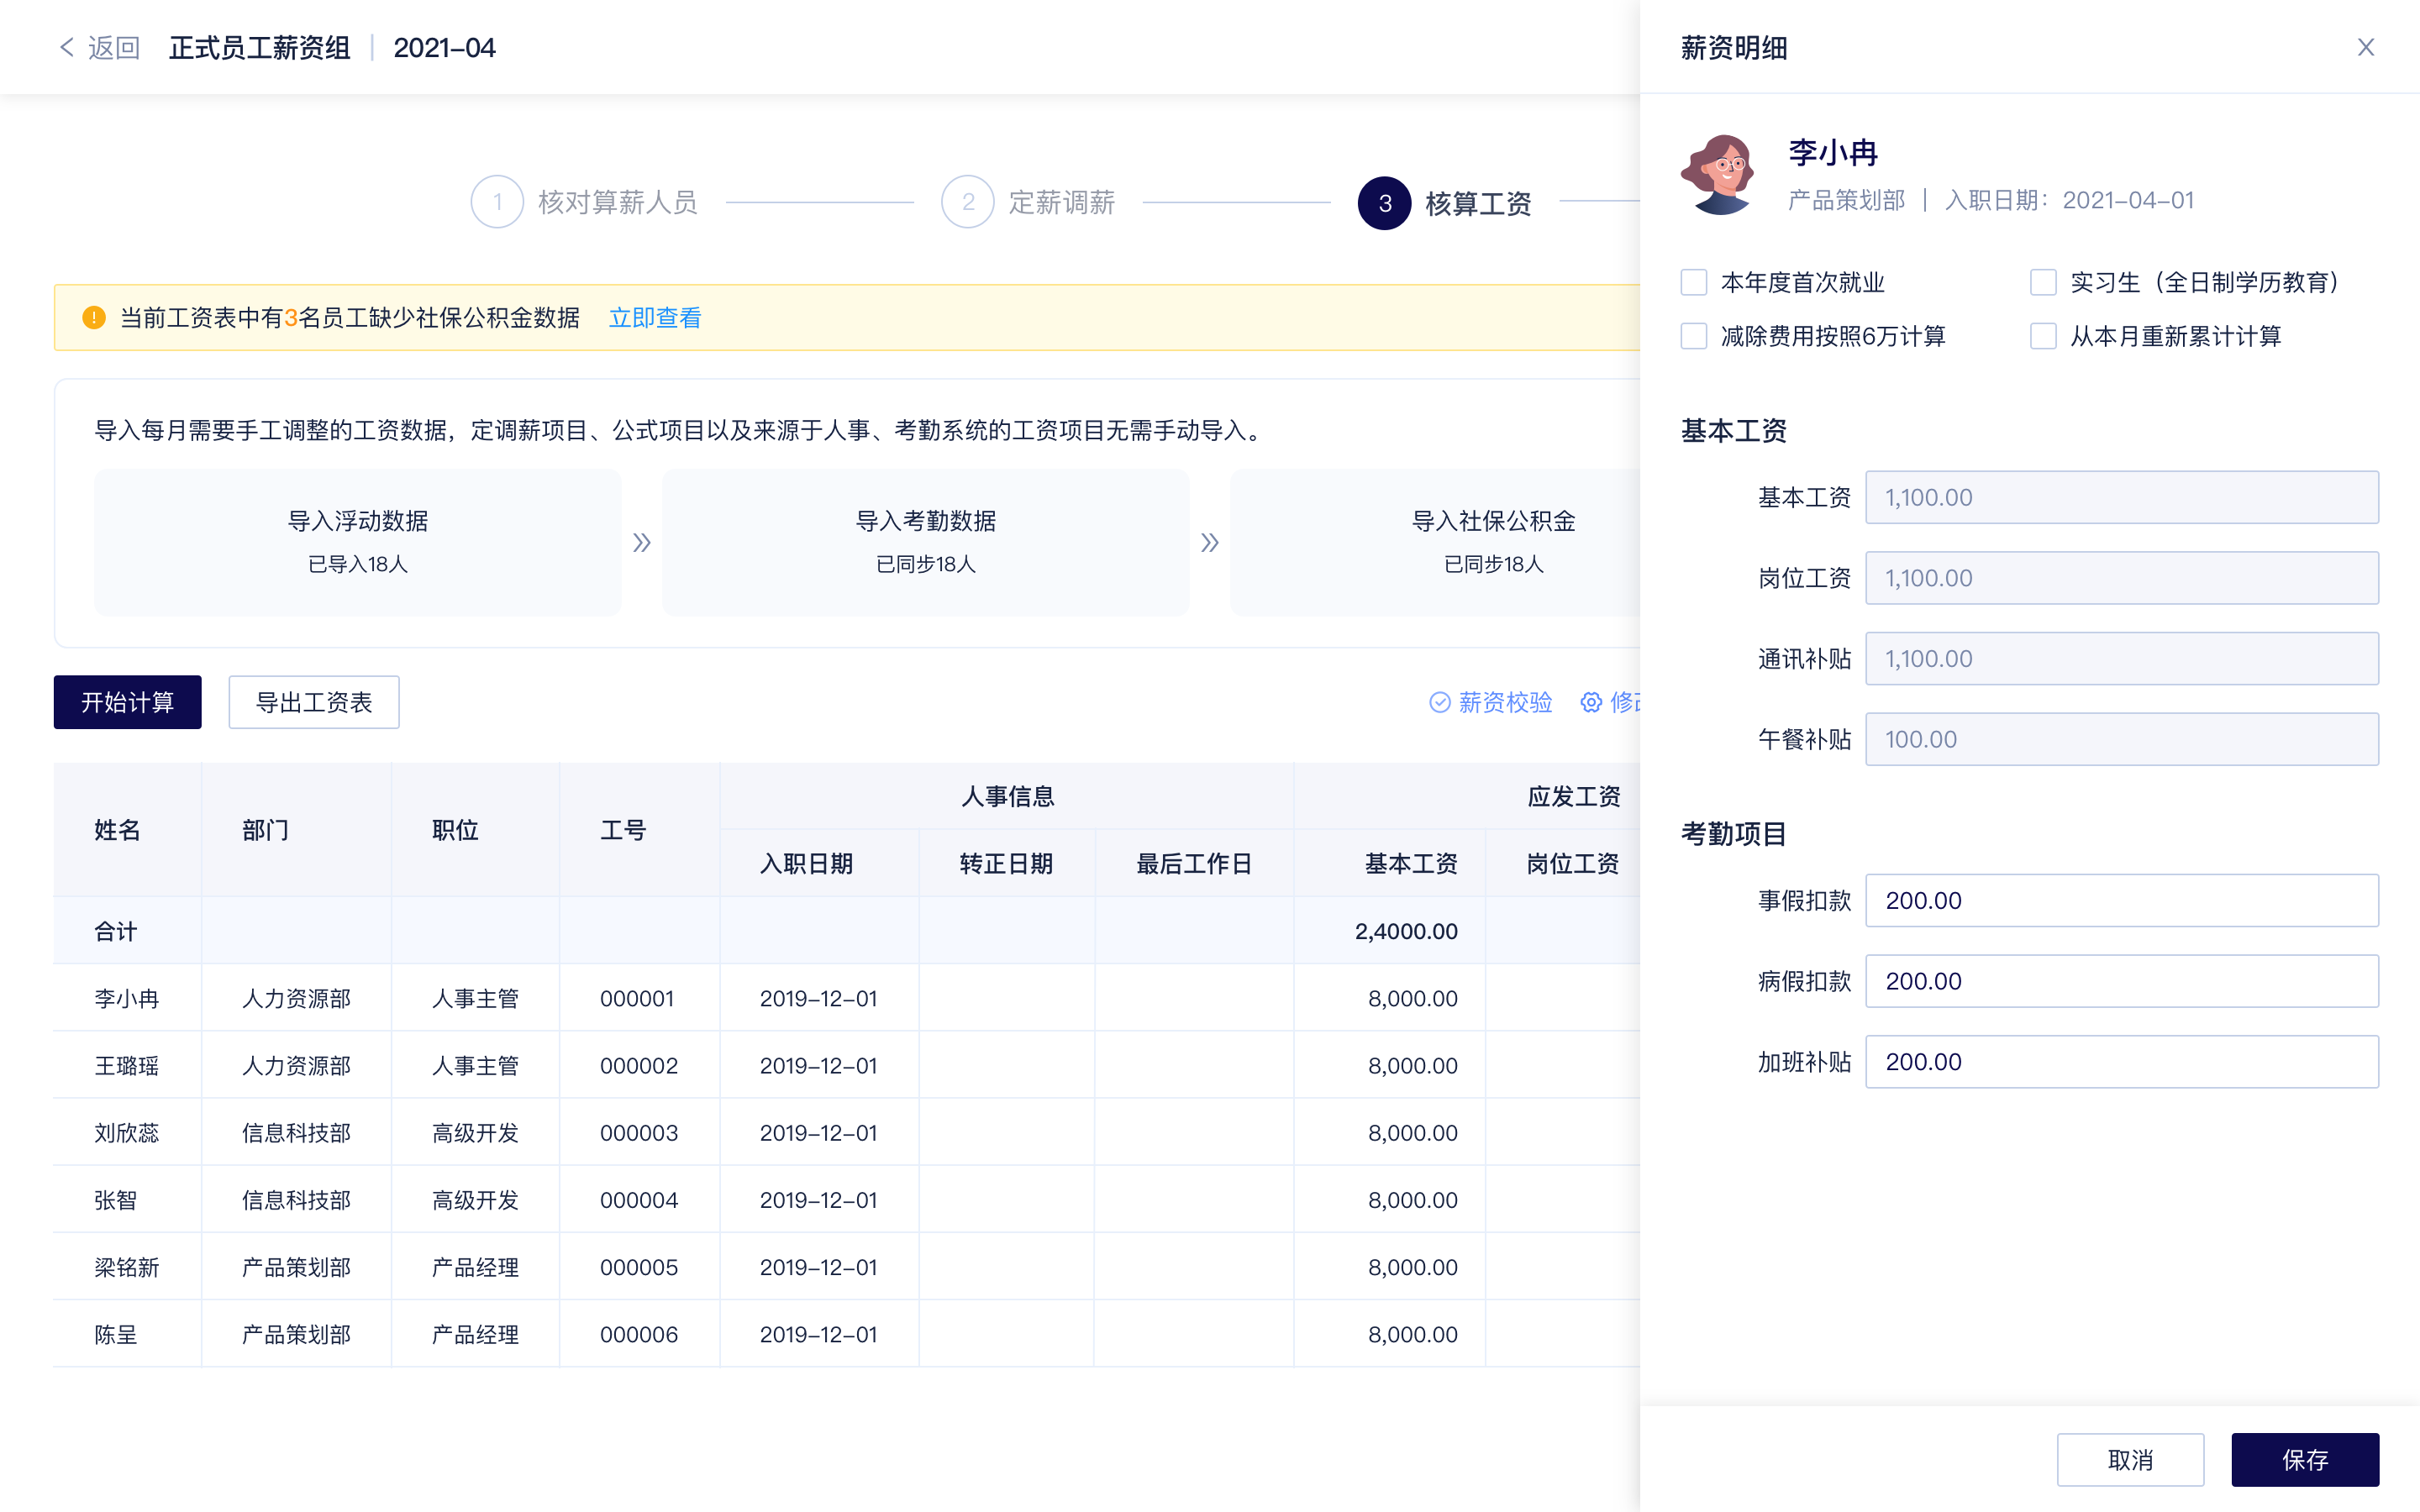 返回 正式员工薪资组 2021-04
1 核对算薪人员 2 定薪调薪 3 核算工资
当前工资表中有3名员工缺少社保公积金数据 立即查看
导入每月需要手工调整的工资数据，定调薪项目、公式项目以及来源于人事、考勤系统的工资项目无需手动导入。
导入浮动数据 导入考勤数据 导入社保公积金
已导入18人 已同步18人 已同步18人
开始计算 导出工资表 薪资校验 修改
人事信息 应发工资
姓名 部门 职位 工号
入职日期 转正日期 最后工作日 基本工资 岗位工资
合计 2,4000.00
李小冉 人力资源部 人事主管 000001 2019-12-01 8,000.00
王璐瑶 人力资源部 人事主管 000002 2019-12-01 8,000.00
刘欣蕊 信息科技部 高级开发 000003 2019-12-01 8,000.00
张智 信息科技部 高级开发 000004 2019-12-01 8,000.00
梁铭新 产品策划部 产品经理 000005 2019-12-01 8,000.00
陈呈 产品策划部 产品经理 000006 2019-12-01 8,000.00
薪资明细
李小冉
产品策划部 | 入职日期：2021-04-01
本年度首次就业 实习生（全日制学历教育）
减除费用按照6万计算 从本月重新累计计算
基本工资
基本工资 1,100.00
岗位工资 1,100.00
通讯补贴 1,100.00
午餐补贴 100.00
考勤项目
事假扣款 200.00
病假扣款 200.00
加班补贴 200.00
取消 保存